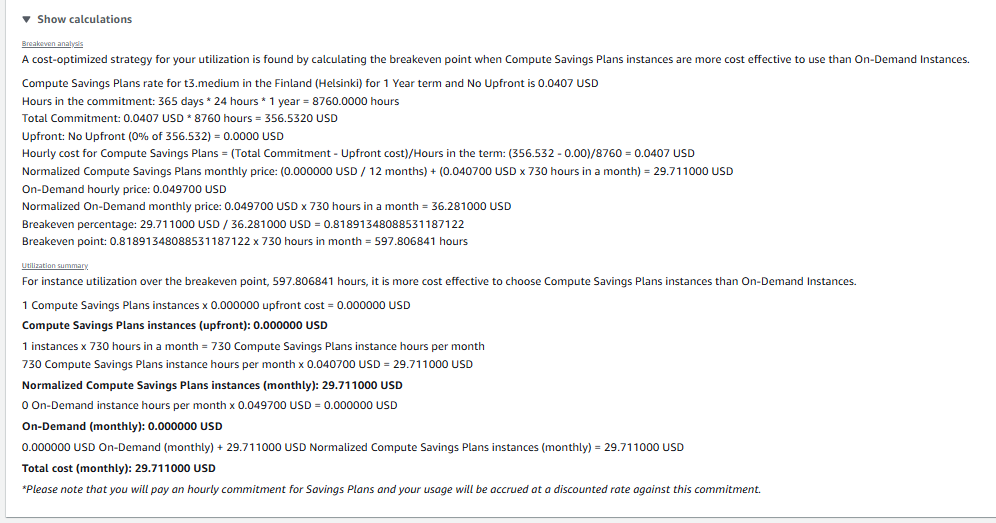 Show calculations
Breakeven analysis
A cost-optimized strategy for your utilization is found by calculating the breakeven point when Compute Savings Plans instances are more cost effective to use than On-Demand Instances.
Compute Savings Plans rate for t3.medium in the Finland (Helsinki) for 1 Year term and No Upfront is 0.0407 USD
Hours in the commitment: 365 days * 24 hours * 1 year = 8760.0000 hours
Total Commitment: 0.0407 USD * 8760 hours = 356.5320 USD
Upfront: No Upfront (0% of 356.532) = 0.0000 USD
Hourly cost for Compute Savings Plans = (Total Commitment - Upfront cost)/Hours in the term: (356.532 - 0.00)/8760 = 0.0407 USD
Normalized Compute Savings Plans monthly price: (0.000000 USD / 12 months) + (0.040700 USD x 730 hours in a month) = 29.711000 USD
On-Demand hourly price: 0.049700 USD
Normalized On-Demand monthly price: 0.049700 USD x 730 hours in a month = 36.281000 USD
Breakeven percentage: 29.711000 USD / 36.281000 USD = 0.81891348088531187122
Breakeven point: 0.81891348088531187122 x 730 hours in month = 597.806841 hours
Utilization summary
For instance utilization over the breakeven point, 597.806841 hours, it is more cost effective to choose Compute Savings Plans instances than On-Demand Instances.
1 Compute Savings Plans instances x 0.000000 upfront cost = 0.000000 USD
Compute Savings Plans instances (upfront): 0.000000 USD
1 instances x 730 hours in a month = 730 Compute Savings Plans instance hours per month
730 Compute Savings Plans instance hours per month x 0.040700 USD = 29.711000 USD
Normalized Compute Savings Plans instances (monthly): 29.711000 USD
0 On-Demand instance hours per month x 0.049700 USD = 0.000000 USD
On-Demand (monthly): 0.000000 USD
0.000000 USD On-Demand (monthly) + 29.711000 USD Normalized Compute Savings Plans instances (monthly) = 29.711000 USD
Total cost (monthly): 29.711000 USD
*Please note that you will pay an hourly commitment for Savings Plans and your usage will be accrued at a discounted rate against this commitment.